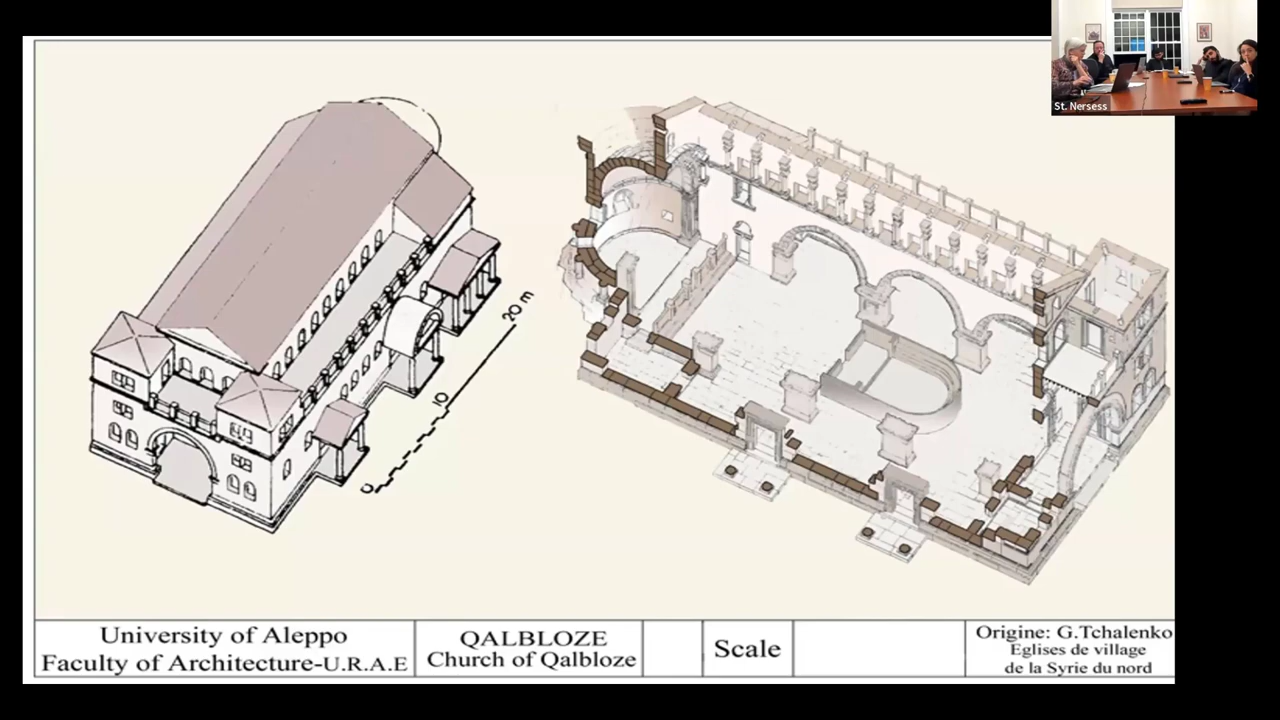 St. Nersess
0
10
20 m
University of Aleppo
Faculty of Architecture-U.R.A.E
QALBLOZE
Church of Qalbloze
Scale
Origine: G.Tchalenko
Eglises de village
de la Syrie du nord